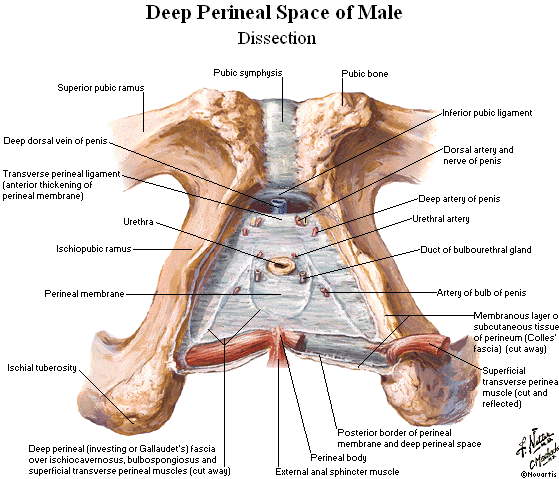 Deep Perineal Space of Male
Dissection
Pubic symphysis
Pubic bone
Superior pubic ramus
Inferior pubic ligament
Deep dorsal vein of penis
Dorsal artery and
nerve of penis
Transverse perineal ligament
(anterior thickening of
perineal membrane)
Deep artery of penis
Urethra
Urethral artery
Ischiopubic ramus
Duct of bulbourethral gland
Perineal membrane
Artery of bulb of penis
Membranous layer o
subcutaneous tissue
of perineum (Colles'
fascia) (cut away)
Ischial tuberosity
Superficial
transverse perinea
muscle (cut and
reflected)
Posterior border of perineal
membrane and deep perineal space
Deep perineal (investing or Gallaudet's) fascia
over ischiocavernosus, bulbospongiosus and
superficial transverse perineal muscles (cut away)
Perineal body
External anal sphincter muscle
F. Netter
©Novartis